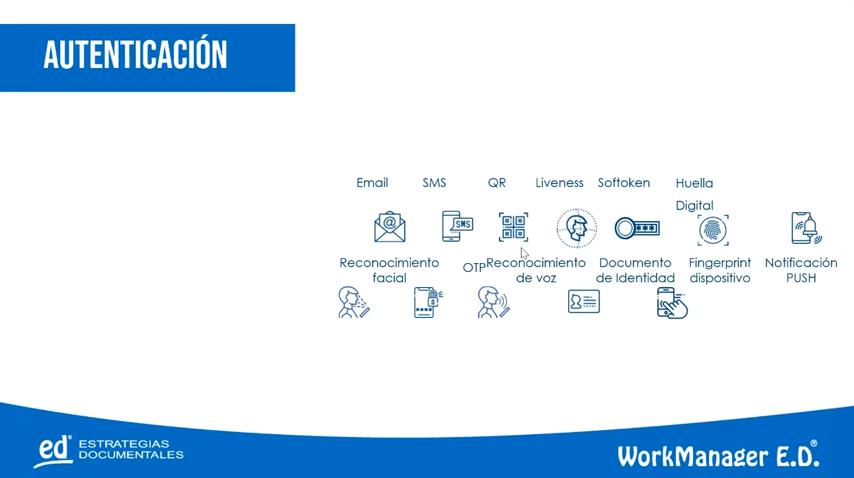 AUTENTICACIÓN
Email SMS QR Liveness Softoken Huella
Digital
SMS
Reconocimiento OTP Reconocimiento Documento Fingerprint Notificación
facial de voz de Identidad dispositivo PUSH
ed® ESTRATEGIAS
DOCUMENTALES
WorkManager E.D.®